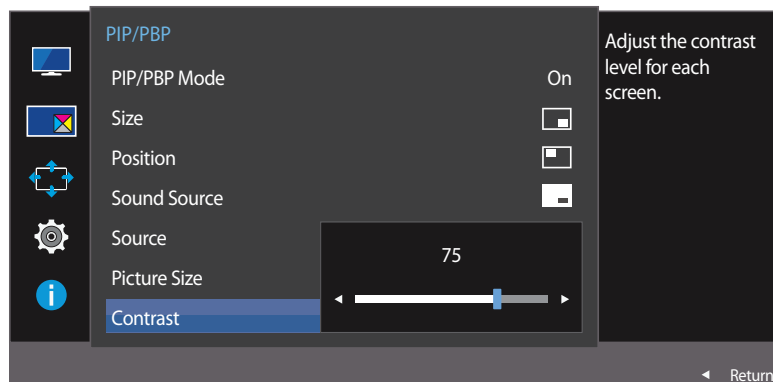 PIP/PBP
PIP/PBP Mode On
Size
Position
Sound Source
Source
Picture Size
Contrast
75
Adjust the contrast
level for each
screen.
Return